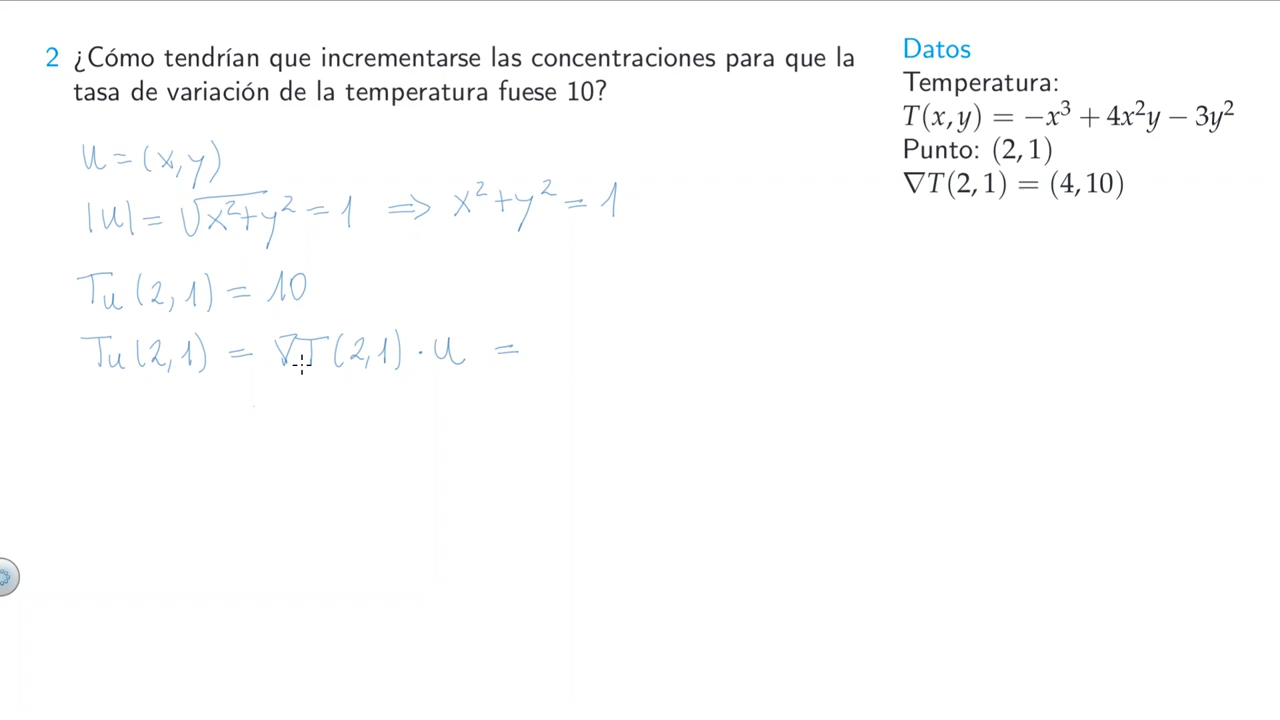 2 ¿Cómo tendrían que incrementarse las concentraciones para que la
tasa de variación de la temperatura fuese 10?
u = (x,y)
|u| = √x²+y² = 1 ⇒ x²+y² = 1
Tu (2,1) = 10
Tu (2,1) = ∇T (2,1) · u =
Datos
Temperatura:
T(x,y) = −x³ + 4x²y − 3y²
Punto: (2,1)
∇T(2,1) = (4,10)